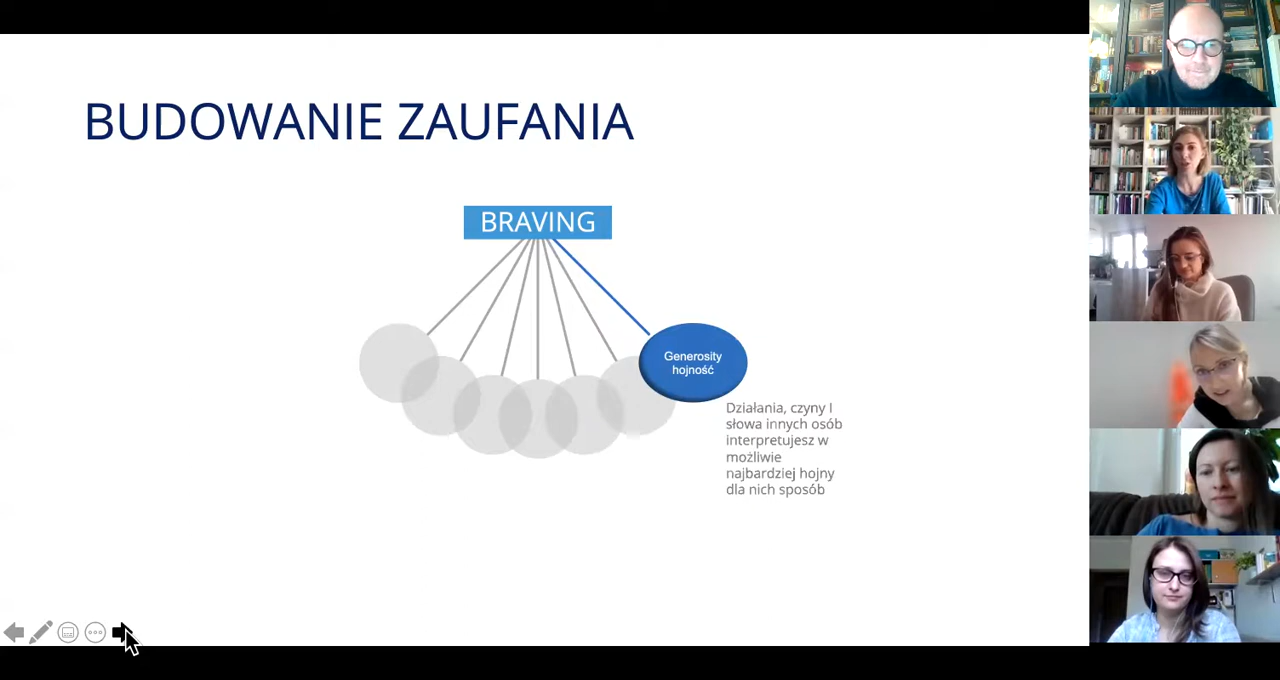 BUDOWANIE ZAUFANIA
BRAVING
Generosity
hojność
Działania, czyny I
słowa innych osób
interpretujesz w
możliwie
najbardziej hojny
dla nich sposób